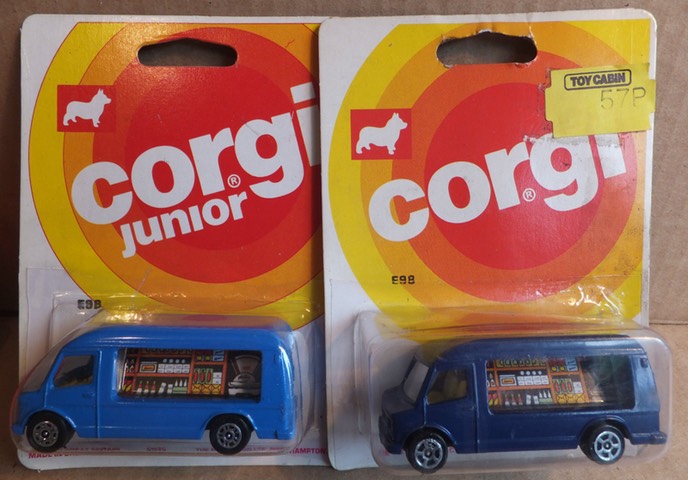 corgi®
junior
E98
TOY CABIN
57P
corgi®
E98